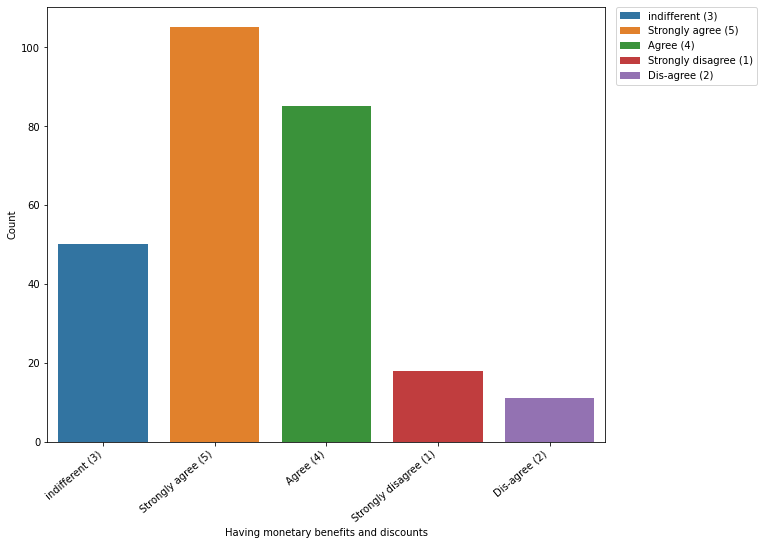 indifferent (3)
Strongly agree (5)
Agree (4)
Strongly disagree (1)
Dis-agree (2)
Count
100
80
60
40
20
0
indifferent (3)
Strongly agree (5)
Agree (4)
Strongly disagree (1)
Dis-agree (2)
Having monetary benefits and discounts